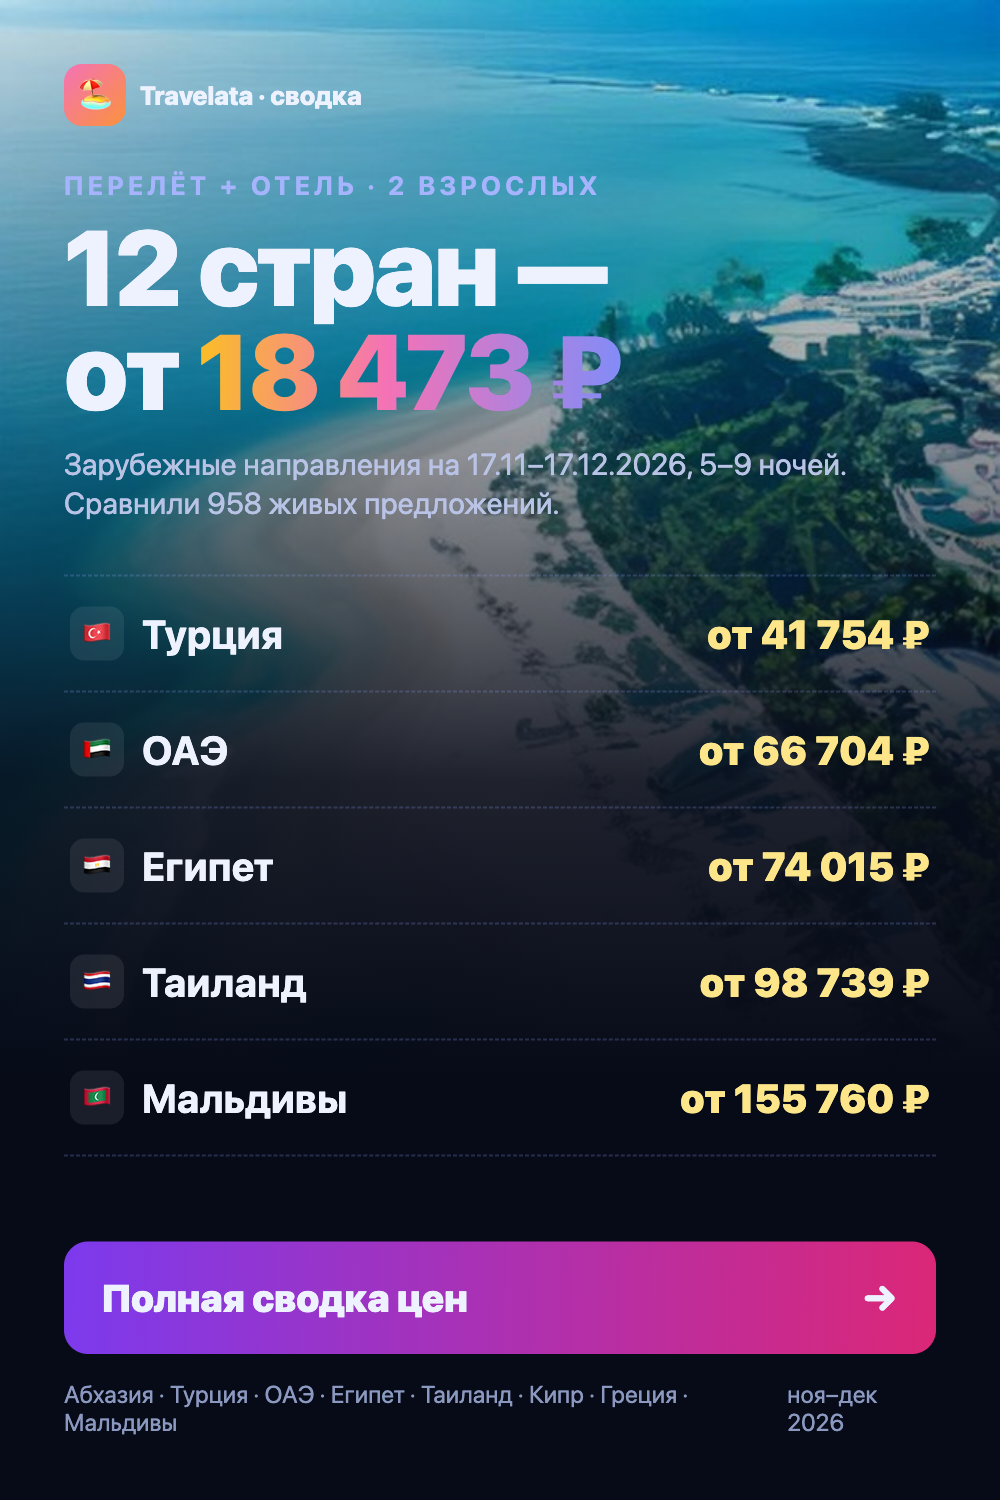 Travelata · сводка
ПЕРЕЛЁТ + ОТЕЛЬ · 2 ВЗРОСЛЫХ
12 стран —
от 18 473 ₽
Зарубежные направления на 17.11–17.12.2026, 5–9 ночей.
Сравнили 958 живых предложений.
Турция от 41 754 ₽
ОАЭ от 66 704 ₽
Египет от 74 015 ₽
Таиланд от 98 739 ₽
Мальдивы от 155 760 ₽
Полная сводка цен →
Абхазия · Турция · ОАЭ · Египет · Таиланд · Кипр · Греция ·
Мальдивы
ноя–дек
2026